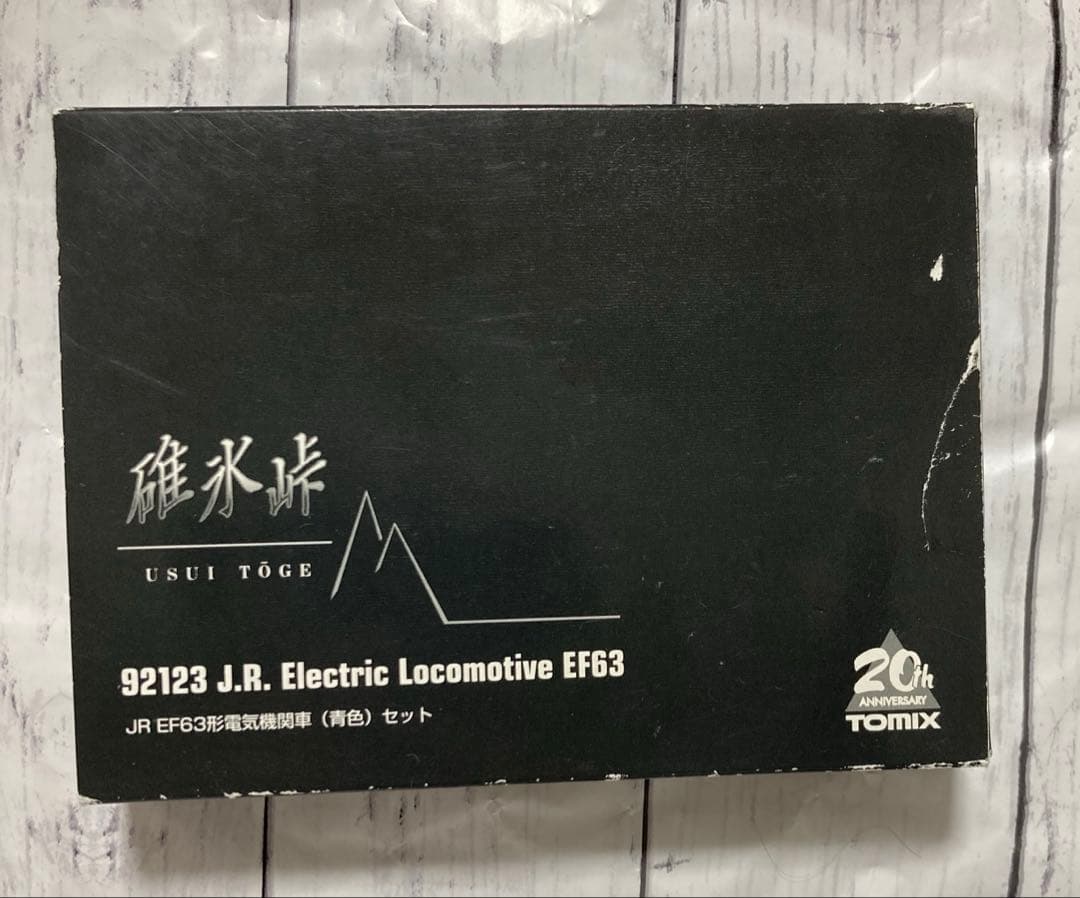 碓氷峠
USUI TŌGE
92123 J.R. Electric Locomotive EF63
JR EF63形電気機関車（青色）セット
20th
ANNIVERSARY
TOMIX